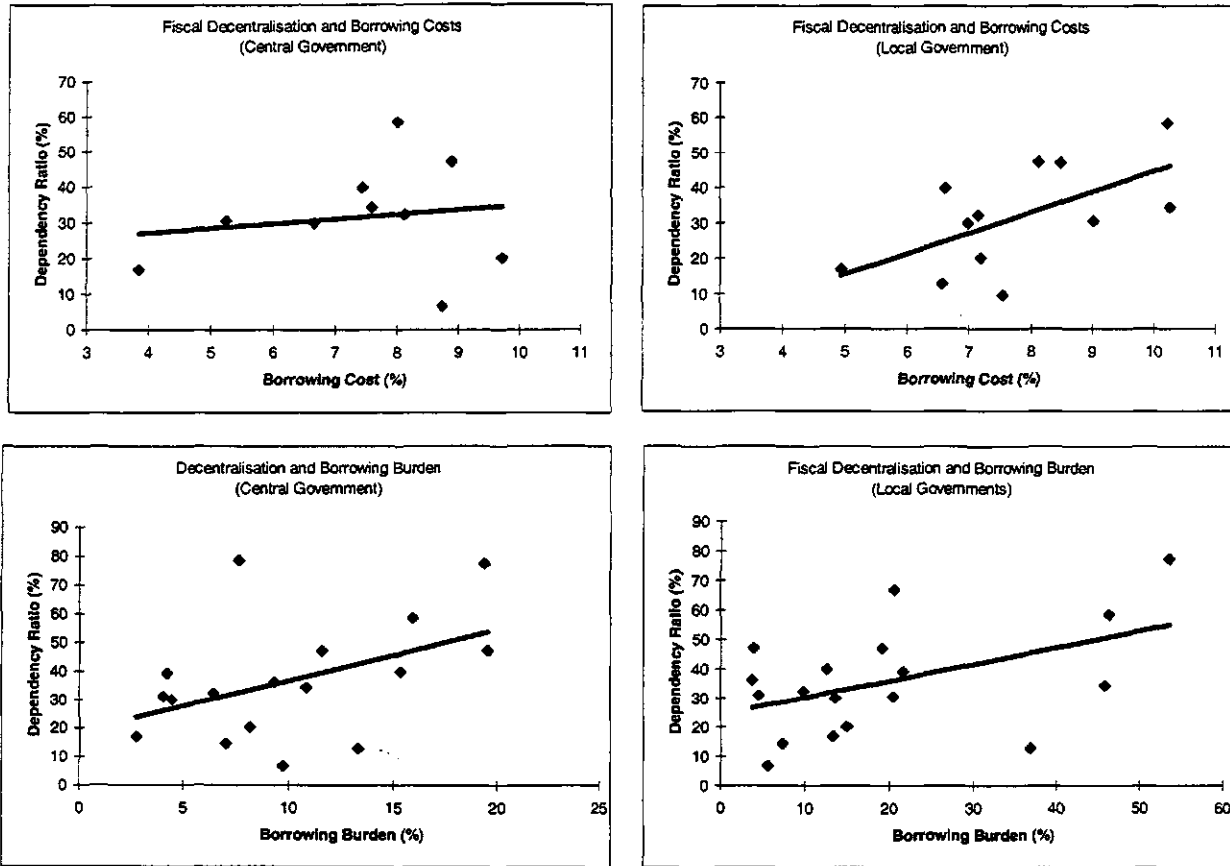 Fiscal Decentralisation and Borrowing Costs
(Central Government)
70
60
50
40
30
20
10
0
Dependency Ratio (%)
3 4 5 6 7 8 9 10 11
Borrowing Cost (%)
Fiscal Decentralisation and Borrowing Costs
(Local Government)
70
60
50
40
30
20
10
0
Dependency Ratio (%)
3 4 5 6 7 8 9 10 11
Borrowing Cost (%)
Decentralisation and Borrowing Burden
(Central Government)
90
80
70
60
50
40
30
20
10
0
Dependency Ratio (%)
0 5 10 15 20 25
Borrowing Burden (%)
Fiscal Decentralisation and Borrowing Burden
(Local Governments)
90
80
70
60
50
40
30
20
10
0
Dependency Ratio (%)
0 10 20 30 40 50 60
Borrowing Burden (%)